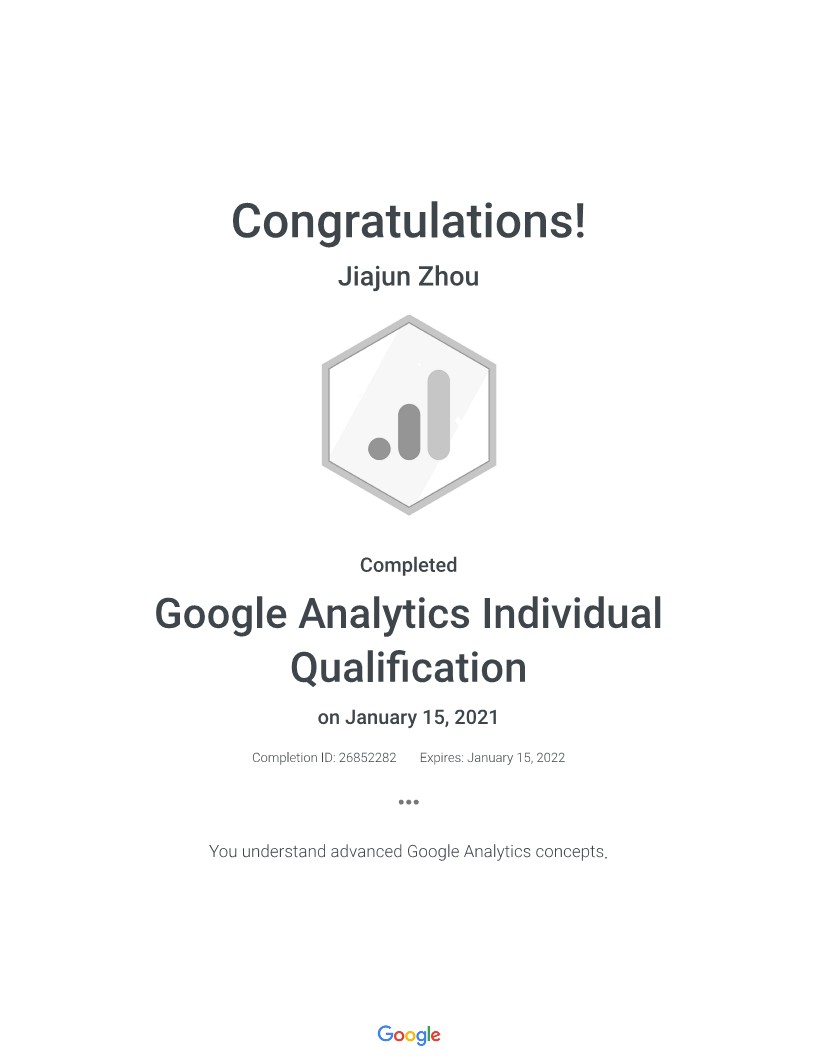 Congratulations!
Jiajun Zhou
Completed
Google Analytics Individual
Qualification
on January 15, 2021
Completion ID: 26852282 Expires: January 15, 2022
•••
You understand advanced Google Analytics concepts.
Google